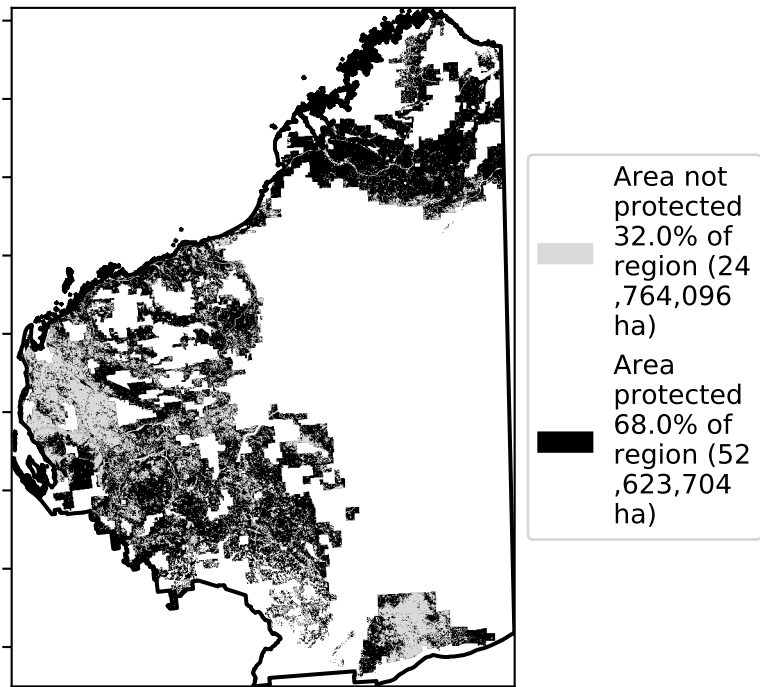 Area not
protected
32.0% of
region (24
,764,096
ha)
Area
protected
68.0% of
region (52
,623,704
ha)